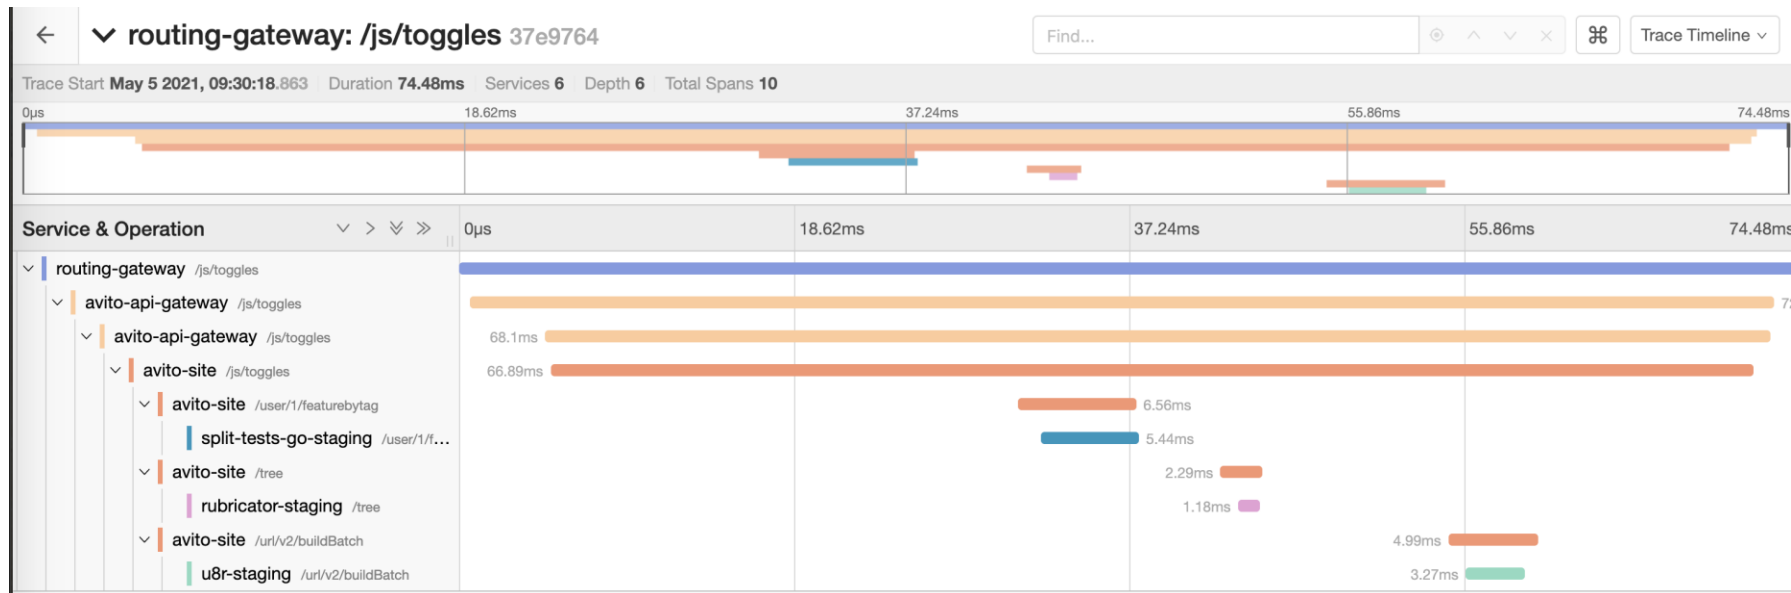 routing-gateway: /js/toggles 37e9764
Find...
⌘
Trace Timeline
Trace Start May 5 2021, 09:30:18.863 Duration 74.48ms Services 6 Depth 6 Total Spans 10
0μs 18.62ms 37.24ms 55.86ms 74.48ms
Service & Operation 0μs 18.62ms 37.24ms 55.86ms 74.48ms
routing-gateway /js/toggles
avito-api-gateway /js/toggles
avito-api-gateway /js/toggles 68.1ms
avito-site /js/toggles 66.89ms
avito-site /user/1/featurebytag 6.56ms
split-tests-go-staging /user/1/f... 5.44ms
avito-site /tree 2.29ms
rubricator-staging /tree 1.18ms
avito-site /url/v2/buildBatch 4.99ms
u8r-staging /url/v2/buildBatch 3.27ms